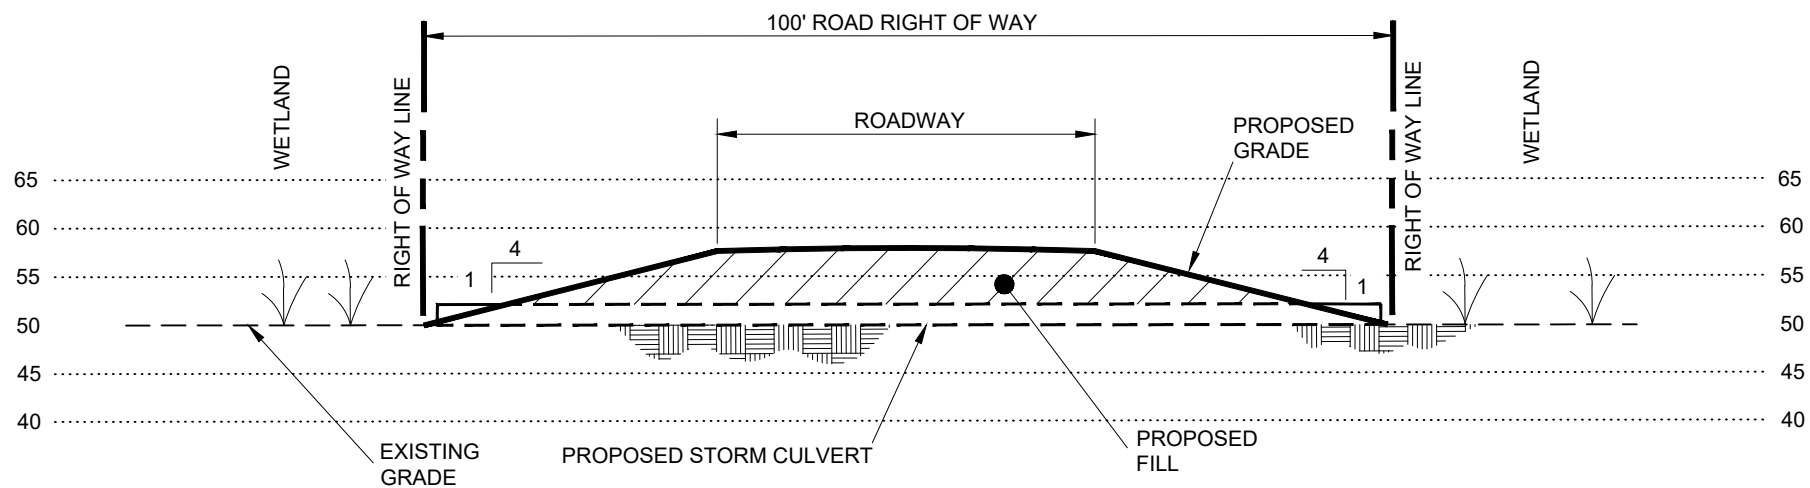 100' ROAD RIGHT OF WAY
WETLAND
RIGHT OF WAY LINE
ROADWAY
PROPOSED
GRADE
RIGHT OF WAY LINE
WETLAND
65
65
60
60
4
4
55
1
1
55
50
50
45
45
40
40
EXISTING
GRADE
PROPOSED STORM CULVERT
PROPOSED
FILL